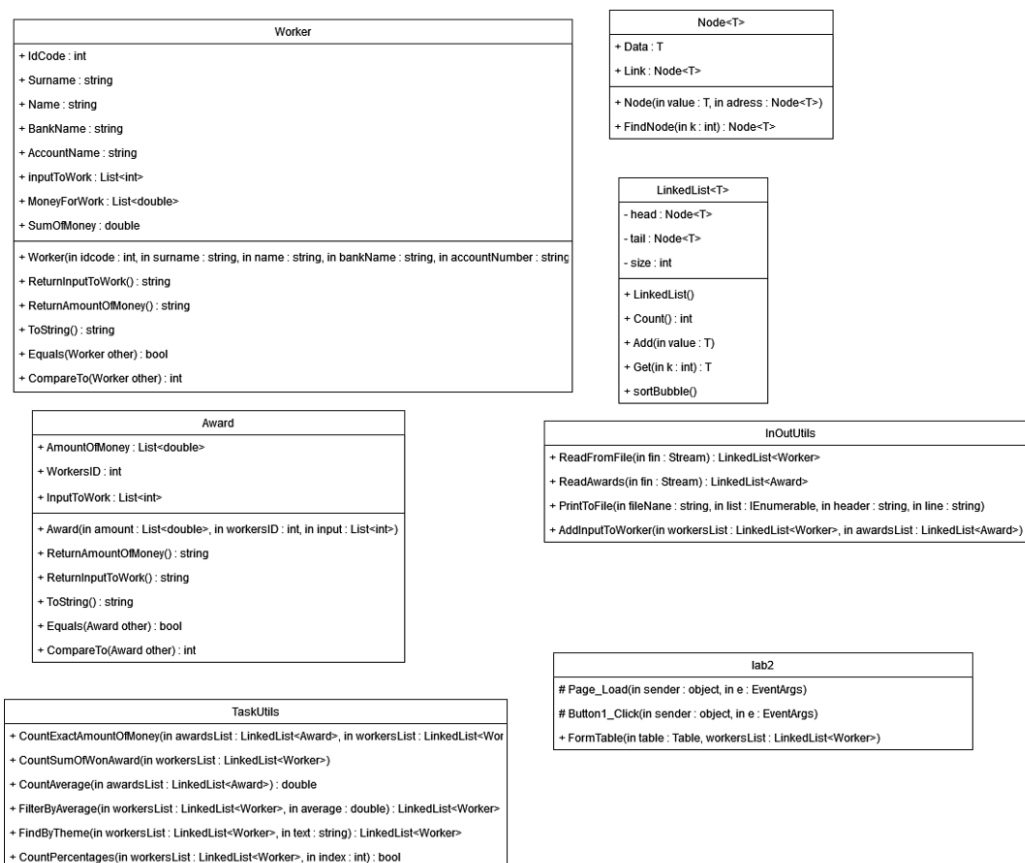 Worker
+ IdCode : int
+ Surname : string
+ Name : string
+ BankName : string
+ AccountName : string
+ inputToWork : List<int>
+ MoneyForWork : List<double>
+ SumOfMoney : double
+ Worker(in idcode : int, in surname : string, in name : string, in bankName : string, in accountNumber : string
+ ReturnInputToWork() : string
+ ReturnAmountOfMoney() : string
+ ToString() : string
+ Equals(Worker other) : bool
+ CompareTo(Worker other) : int
Node<T>
+ Data : T
+ Link : Node<T>
+ Node(in value : T, in adress : Node<T>)
+ FindNode(in k : int) : Node<T>
LinkedList<T>
- head : Node<T>
- tail : Node<T>
- size : int
+ LinkedList()
+ Count() : int
+ Add(in value : T)
+ Get(in k : int) : T
+ sortBubble()
Award
+ AmountOfMoney : List<double>
+ WorkersID : int
+ InputToWork : List<int>
+ Award(in amount : List<double>, in workersID : int, in input : List<int>)
+ ReturnAmountOfMoney() : string
+ ReturnInputToWork() : string
+ ToString() : string
+ Equals(Award other) : bool
+ CompareTo(Award other) : int
InOutUtils
+ ReadFromFile(in fin : Stream) : LinkedList<Worker>
+ ReadAwards(in fin : Stream) : LinkedList<Award>
+ PrintToFile(in fileName : string, in list : IEnumerable, in header : string, in line : string)
+ AddInputToWorker(in workersList : LinkedList<Worker>, in awardsList : LinkedList<Award>)
lab2
# Page_Load(in sender : object, in e : EventArgs)
# Button1_Click(in sender : object, in e : EventArgs)
+ FormTable(in table : Table, workersList : LinkedList<Worker>)
TaskUtils
+ CountExactAmountOfMoney(in awardsList : LinkedList<Award>, in workersList : LinkedList<Wor
+ CountSumOfWonAward(in workersList : LinkedList<Worker>)
+ CountAverage(in awardsList : LinkedList<Award>) : double
+ FilterByAverage(in workersList : LinkedList<Worker>, in average : double) : LinkedList<Worker>
+ FindByTheme(in workersList : LinkedList<Worker>, in text : string) : LinkedList<Worker>
+ CountPercentages(in workersList : LinkedList<Worker>, in index : int) : bool